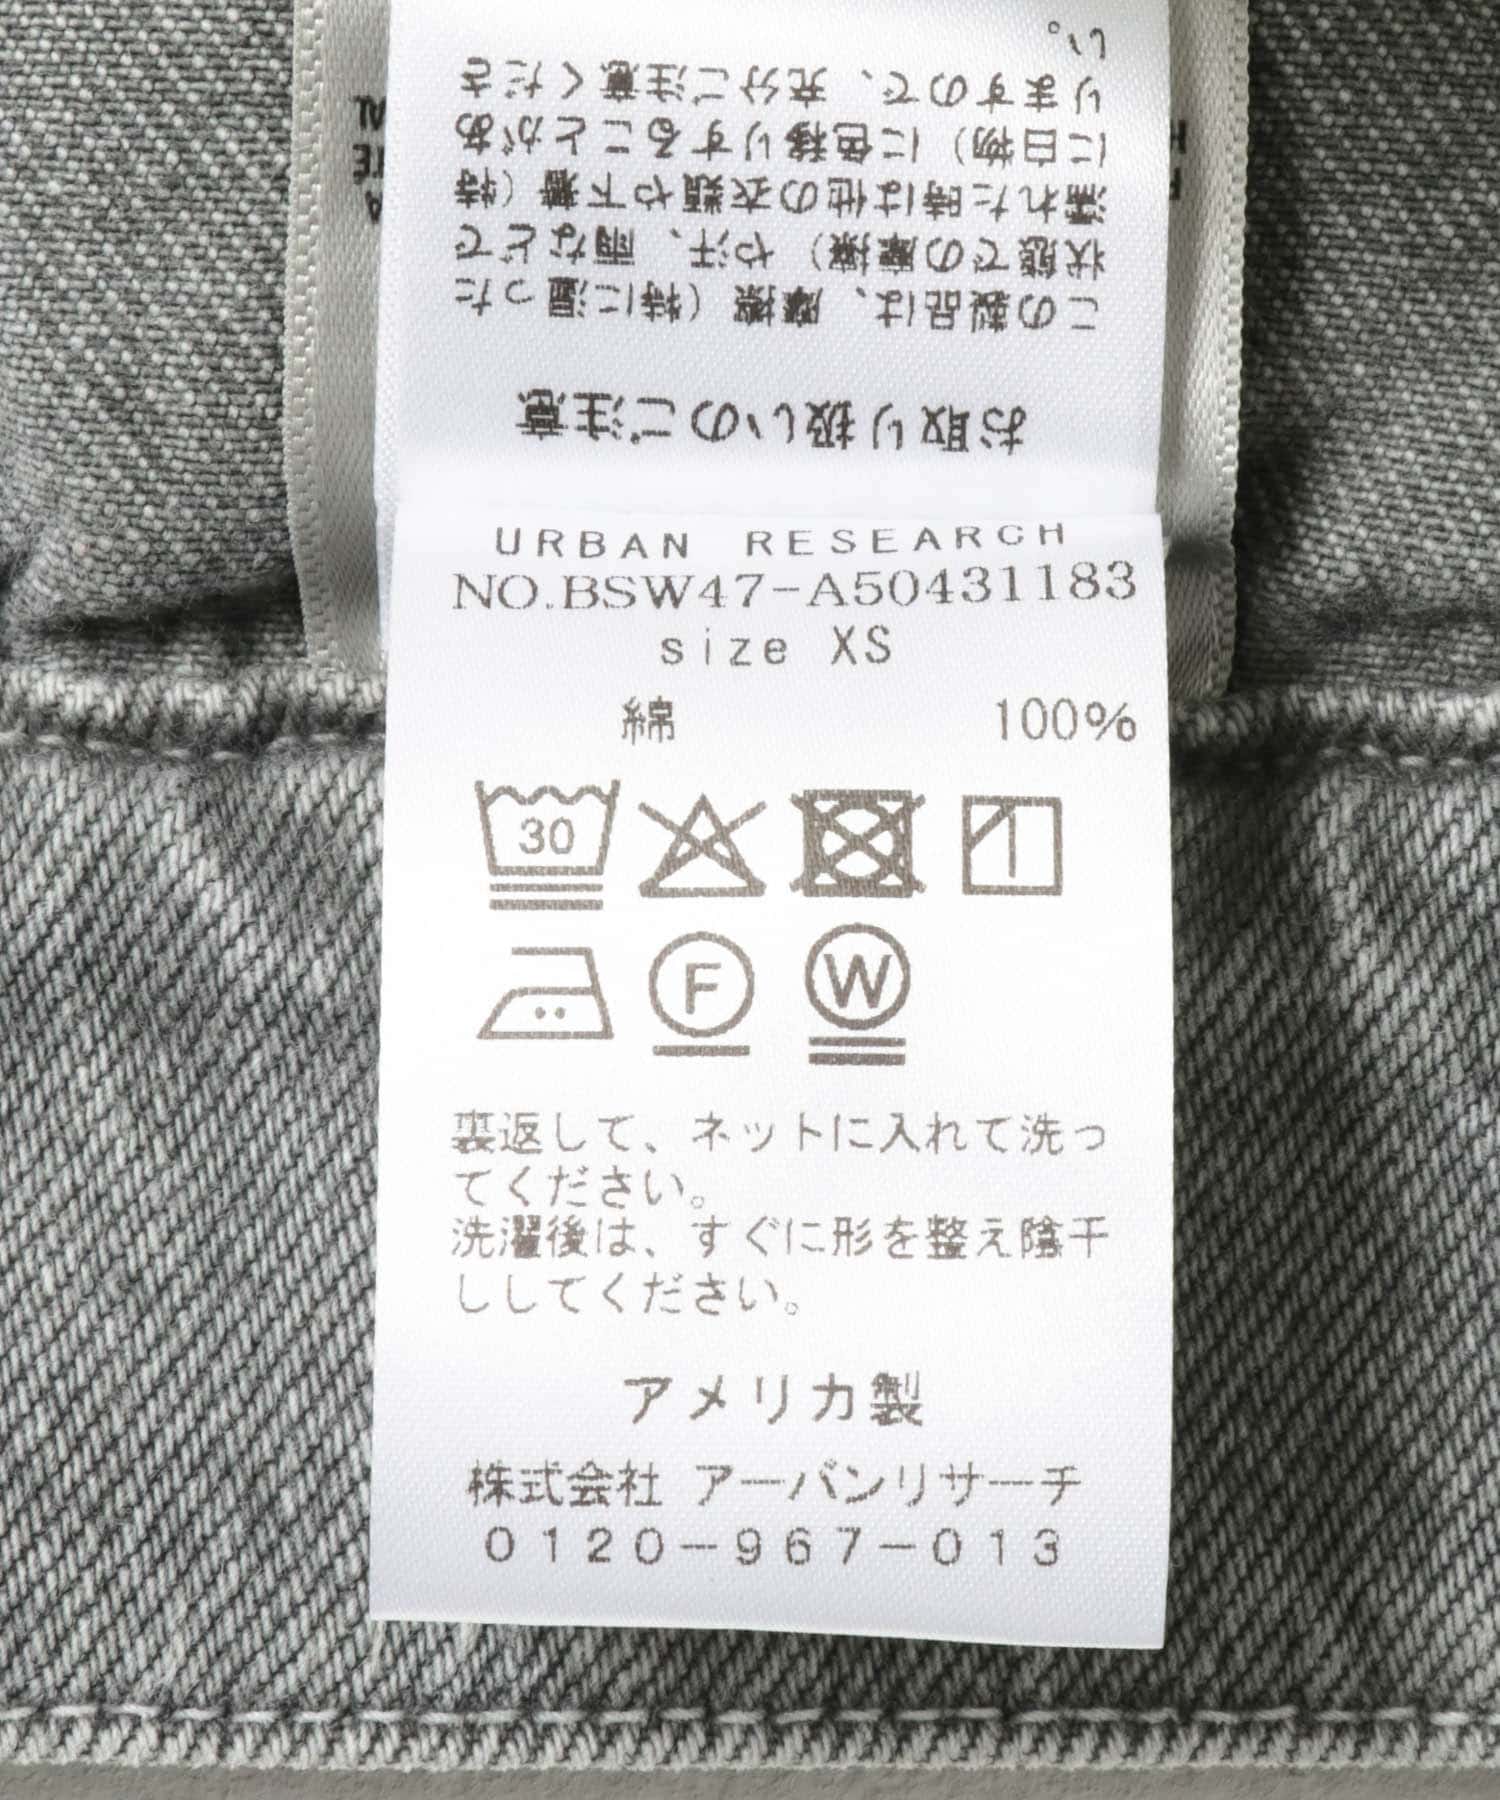 お取り扱いのご注意
この製品は、摩擦（特に湿った
状態での摩擦）や汗、雨などで
濡れた時は他の衣類や下着（特
に白物）に色移りすることがあ
りますので、充分ご注意くださ
い。
URBAN RESEARCH
NO.BSW47-A50431183
size XS
綿 100%
30
F
W
裏返して、ネットに入れて洗っ
てください。
洗濯後は、すぐに形を整え陰干
ししてください。
アメリカ製
株式会社 アーバンリサーチ
0120-967-013